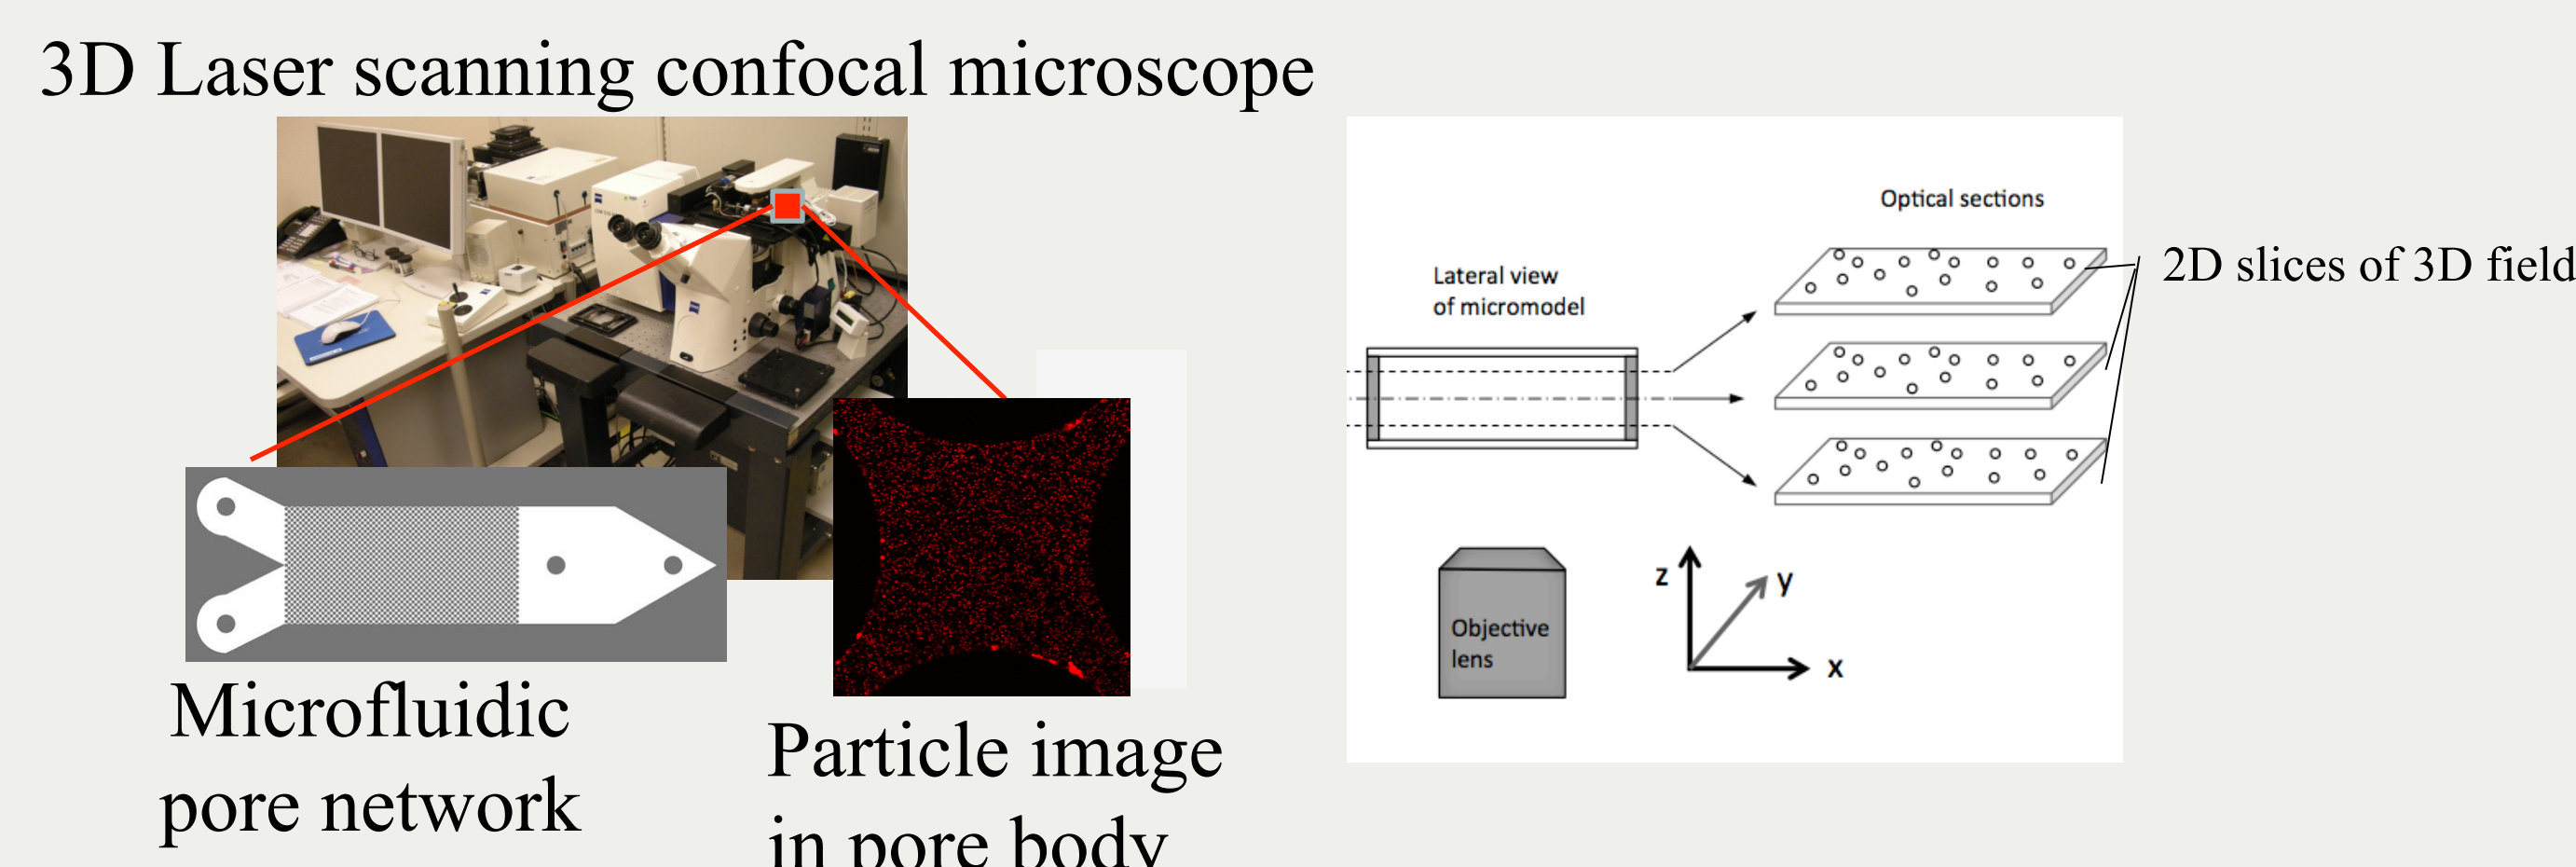 3D Laser scanning confocal microscope
Optical sections
2D slices of 3D field
Lateral view
of micromodel
Objective
lens
z
y
x
Microfluidic
pore network
Particle image
in pore body